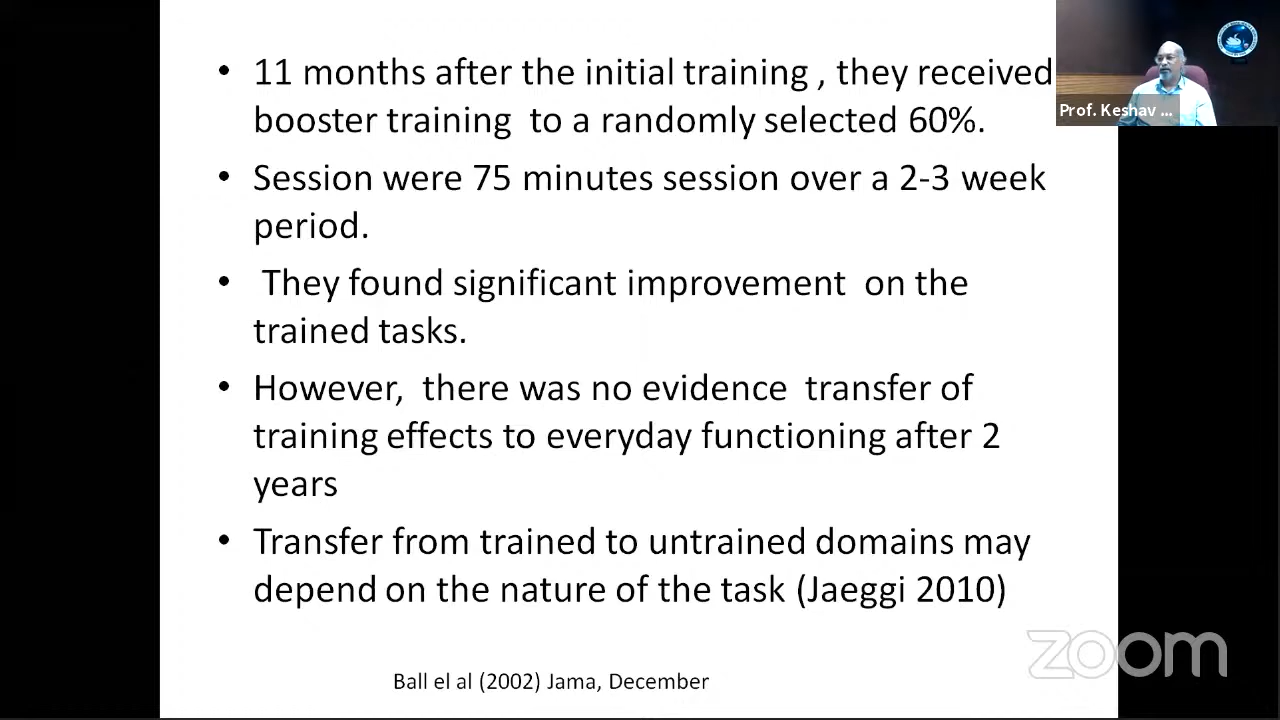 • 11 months after the initial training , they received
booster training to a randomly selected 60%.
• Session were 75 minutes session over a 2-3 week
period.
• They found significant improvement on the
trained tasks.
• However, there was no evidence transfer of
training effects to everyday functioning after 2
years
• Transfer from trained to untrained domains may
depend on the nature of the task (Jaeggi 2010)
Ball el al (2002) Jama, December
Prof. Keshav ...
zoom